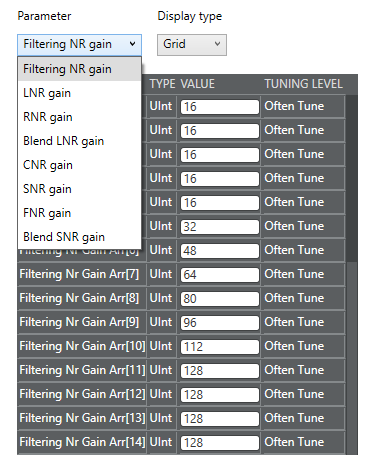 Parameter Display type
Filtering NR gain Grid
Filtering NR gain
TYPE VALUE TUNING LEVEL
LNR gain UInt 16 Often Tune
RNR gain UInt 16 Often Tune
Blend LNR gain UInt 16 Often Tune
CNR gain UInt 16 Often Tune
SNR gain UInt 16 Often Tune
FNR gain UInt 32 Often Tune
Blend SNR gain
Filtering Nr Gain Arr[6] UInt 48 Often Tune
Filtering Nr Gain Arr[7] UInt 64 Often Tune
Filtering Nr Gain Arr[8] UInt 80 Often Tune
Filtering Nr Gain Arr[9] UInt 96 Often Tune
Filtering Nr Gain Arr[10] UInt 112 Often Tune
Filtering Nr Gain Arr[11] UInt 128 Often Tune
Filtering Nr Gain Arr[12] UInt 128 Often Tune
Filtering Nr Gain Arr[13] UInt 128 Often Tune
Filtering Nr Gain Arr[14] UInt 128 Often Tune